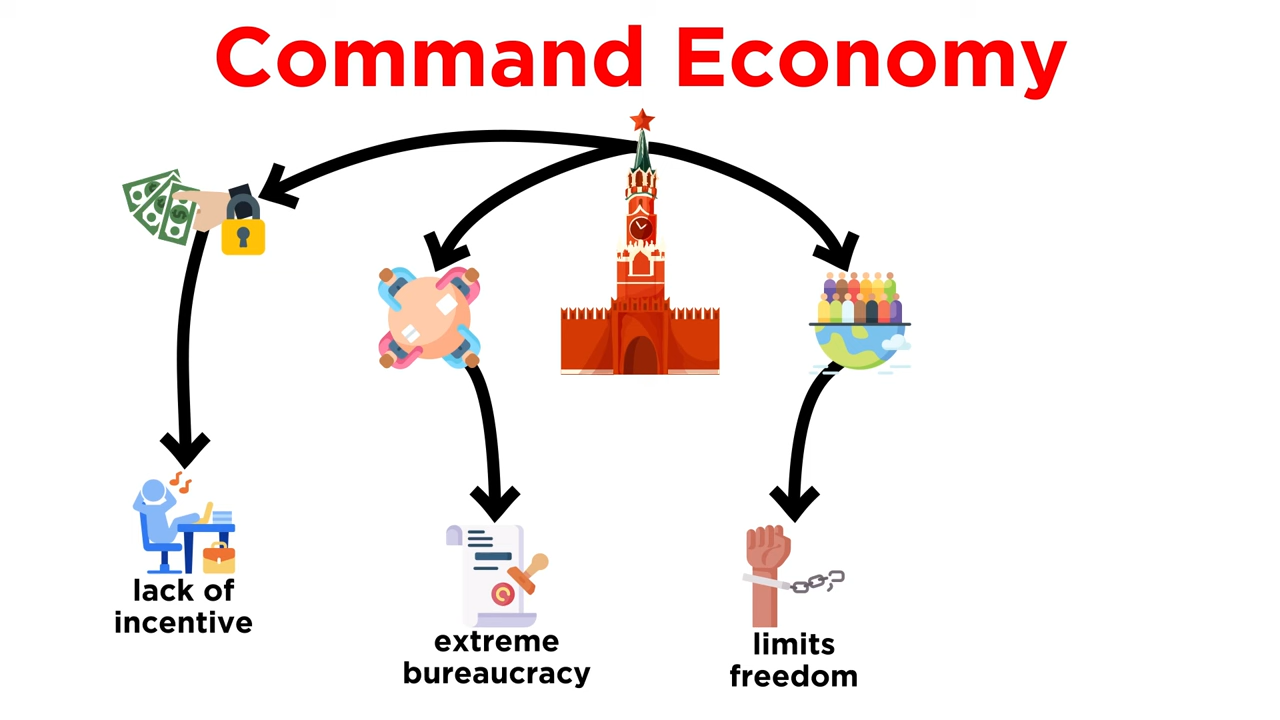 Command Economy
lack of
incentive
extreme
bureaucracy
limits
freedom